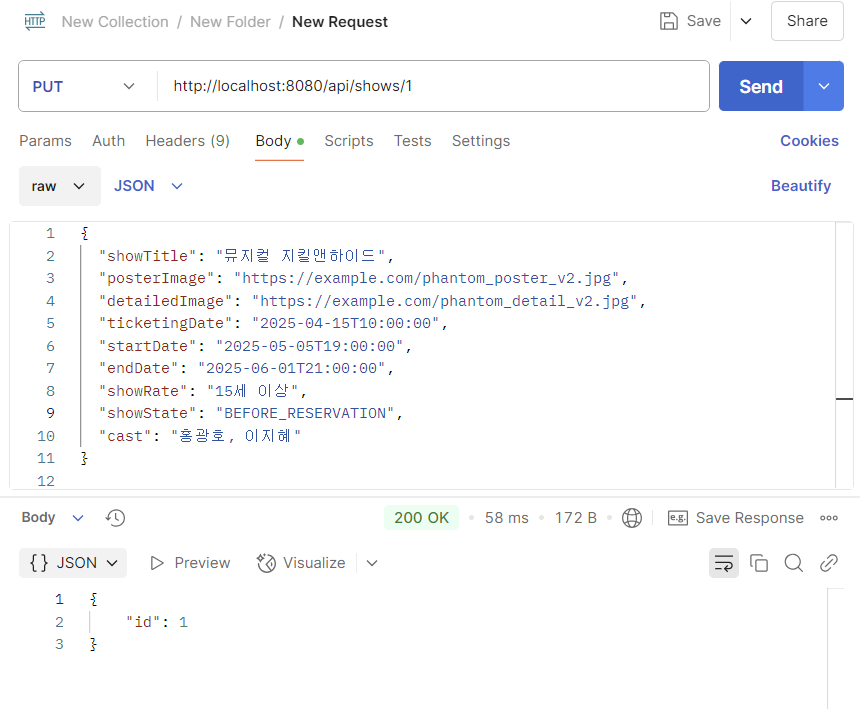 HTTP New Collection / New Folder / New Request Save Share
PUT http://localhost:8080/api/shows/1 Send
Params Auth Headers (9) Body Scripts Tests Settings Cookies
raw JSON Beautify
1 {
2 "showTitle": "뮤지컬 지킬앤하이드",
3 "posterImage": "https://example.com/phantom_poster_v2.jpg",
4 "detailedImage": "https://example.com/phantom_detail_v2.jpg",
5 "ticketingDate": "2025-04-15T10:00:00",
6 "startDate": "2025-05-05T19:00:00",
7 "endDate": "2025-06-01T21:00:00",
8 "showRate": "15세 이상",
9 "showState": "BEFORE_RESERVATION",
10 "cast": "홍광호, 이지혜"
11 }
12
Body 200 OK • 58 ms • 172 B • e.g. Save Response
{} JSON Preview Visualize
1 {
2 "id": 1
3 }